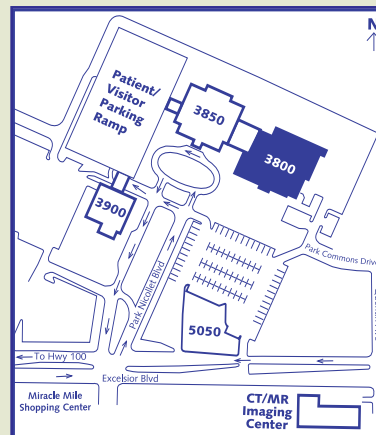 N
Patient/
Visitor
Parking
Ramp
3850
3800
3900
Park Nicollet Blvd
Park Commons Drive
5050
To Hwy 100
Excelsior Blvd
Miracle Mile
Shopping Center
CT/MR
Imaging
Center